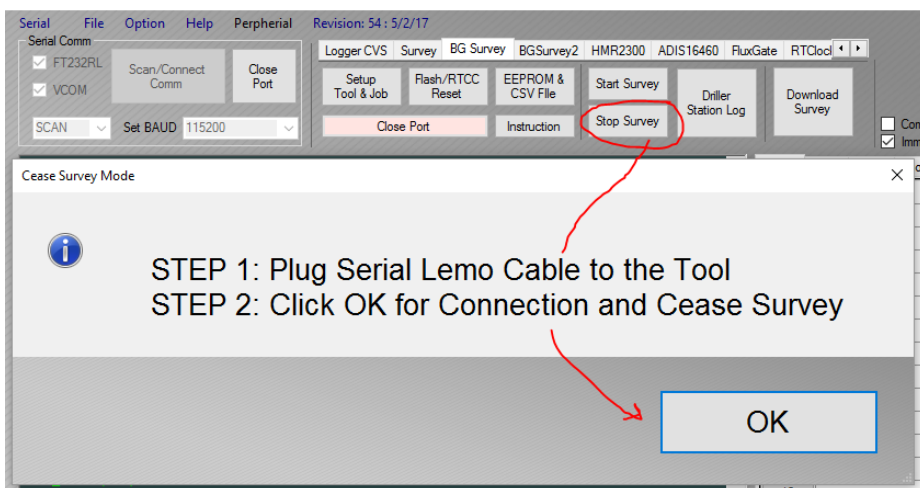 Serial File Option Help Perpherial Revision: 54 : 5/2/17
Serial Comm
FT232RL
VCOM
Scan/Connect
Comm
Close
Port
SCAN
Set BAUD 115200
Logger CVS Survey BG Survey BGSurvey2 HMR2300 ADIS16460 FluxGate RTClocl
Setup
Tool & Job
Flash/RTCC
Reset
EEPROM &
CSV FIle
Start Survey
Driller
Station Log
Download
Survey
Close Port
Instruction
Stop Survey
Con
Imm
Cease Survey Mode
STEP 1: Plug Serial Lemo Cable to the Tool
STEP 2: Click OK for Connection and Cease Survey
OK